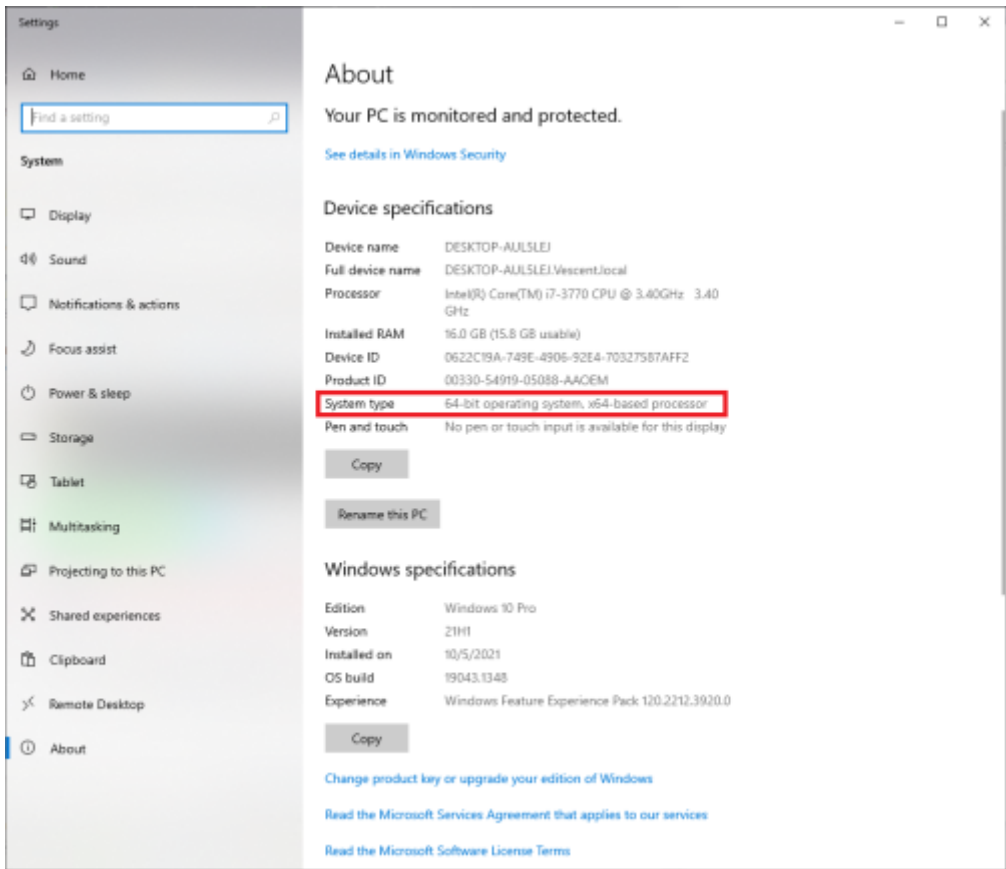 Settings
Home
Find a setting
System
Display
Sound
Notifications & actions
Focus assist
Power & sleep
Storage
Tablet
Multitasking
Projecting to this PC
Shared experiences
Clipboard
Remote Desktop
About
About
Your PC is monitored and protected.
See details in Windows Security
Device specifications
Device name DESKTOP-AUL5LEJ
Full device name DESKTOP-AUL5LEJ.Vescent.local
Processor Intel(R) Core(TM) i7-3770 CPU @ 3.40GHz 3.40
GHz
Installed RAM 16.0 GB (15.8 GB usable)
Device ID 0622C19A-749E-4906-92E4-70327587AFF2
Product ID 00330-54919-05088-AAOEM
System type 64-bit operating system, x64-based processor
Pen and touch No pen or touch input is available for this display
Copy
Rename this PC
Windows specifications
Edition Windows 10 Pro
Version 21H1
Installed on 10/5/2021
OS build 19043.1348
Experience Windows Feature Experience Pack 120.2212.3920.0
Copy
Change product key or upgrade your edition of Windows
Read the Microsoft Services Agreement that applies to our services
Read the Microsoft Software License Terms